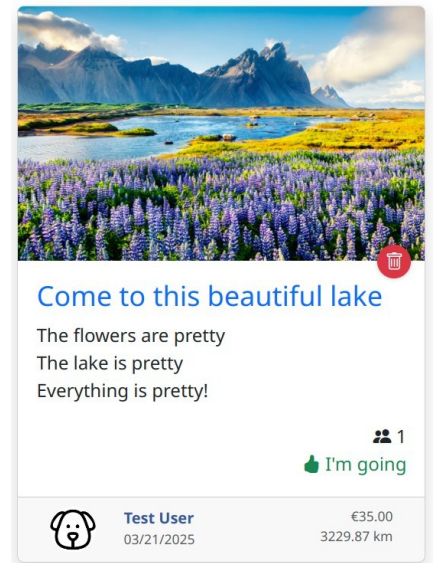 Come to this beautiful lake
The flowers are pretty
The lake is pretty
Everything is pretty!
1
I'm going
Test User
€35.00
03/21/2025
3229.87 km